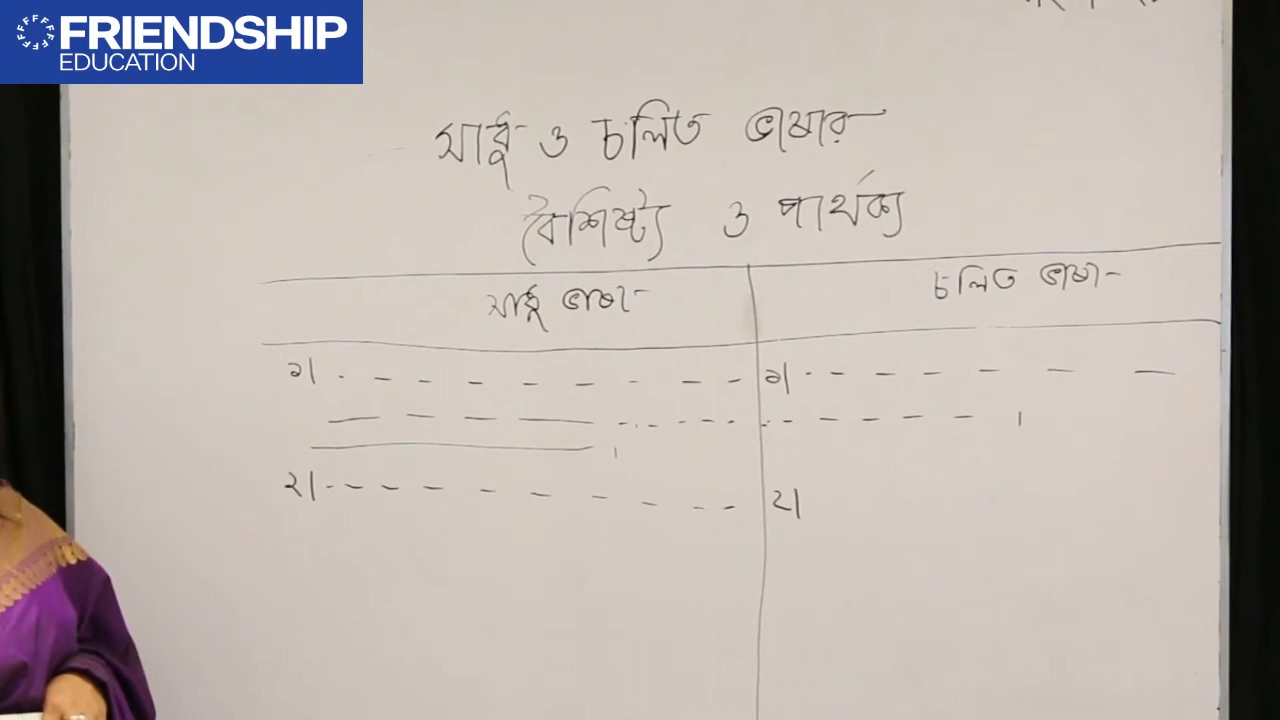 FRIENDSHIP
EDUCATION
সাধু ও চলিত ভাষার
বৈশিষ্ট্য ও পার্থক্য
সাধু ভাষা চলিত ভাষা
১। ১।
২। ২।